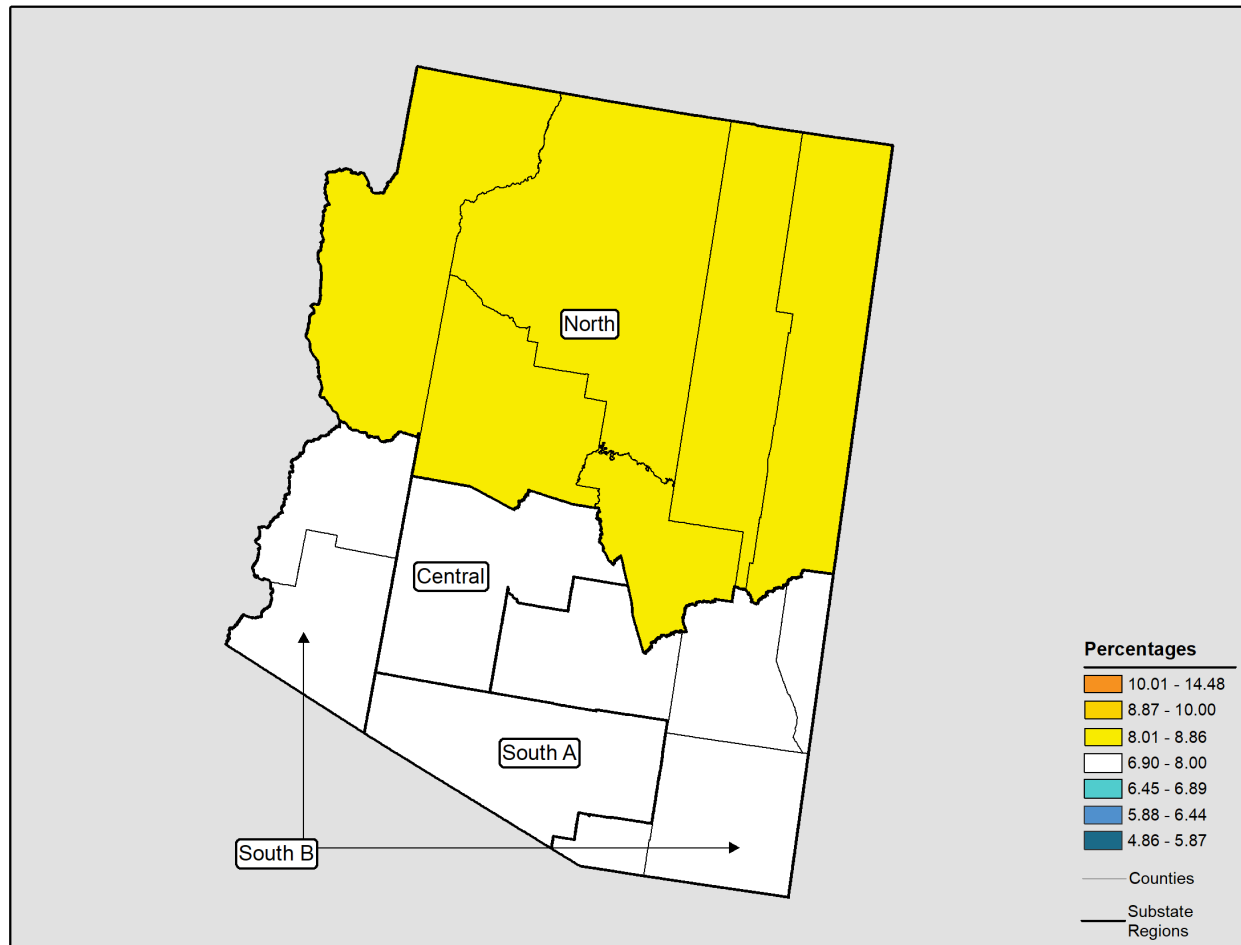 North
Central
South A
South B
Percentages
10.01 - 14.48
8.87 - 10.00
8.01 - 8.86
6.90 - 8.00
6.45 - 6.89
5.88 - 6.44
4.86 - 5.87
Counties
Substate
Regions